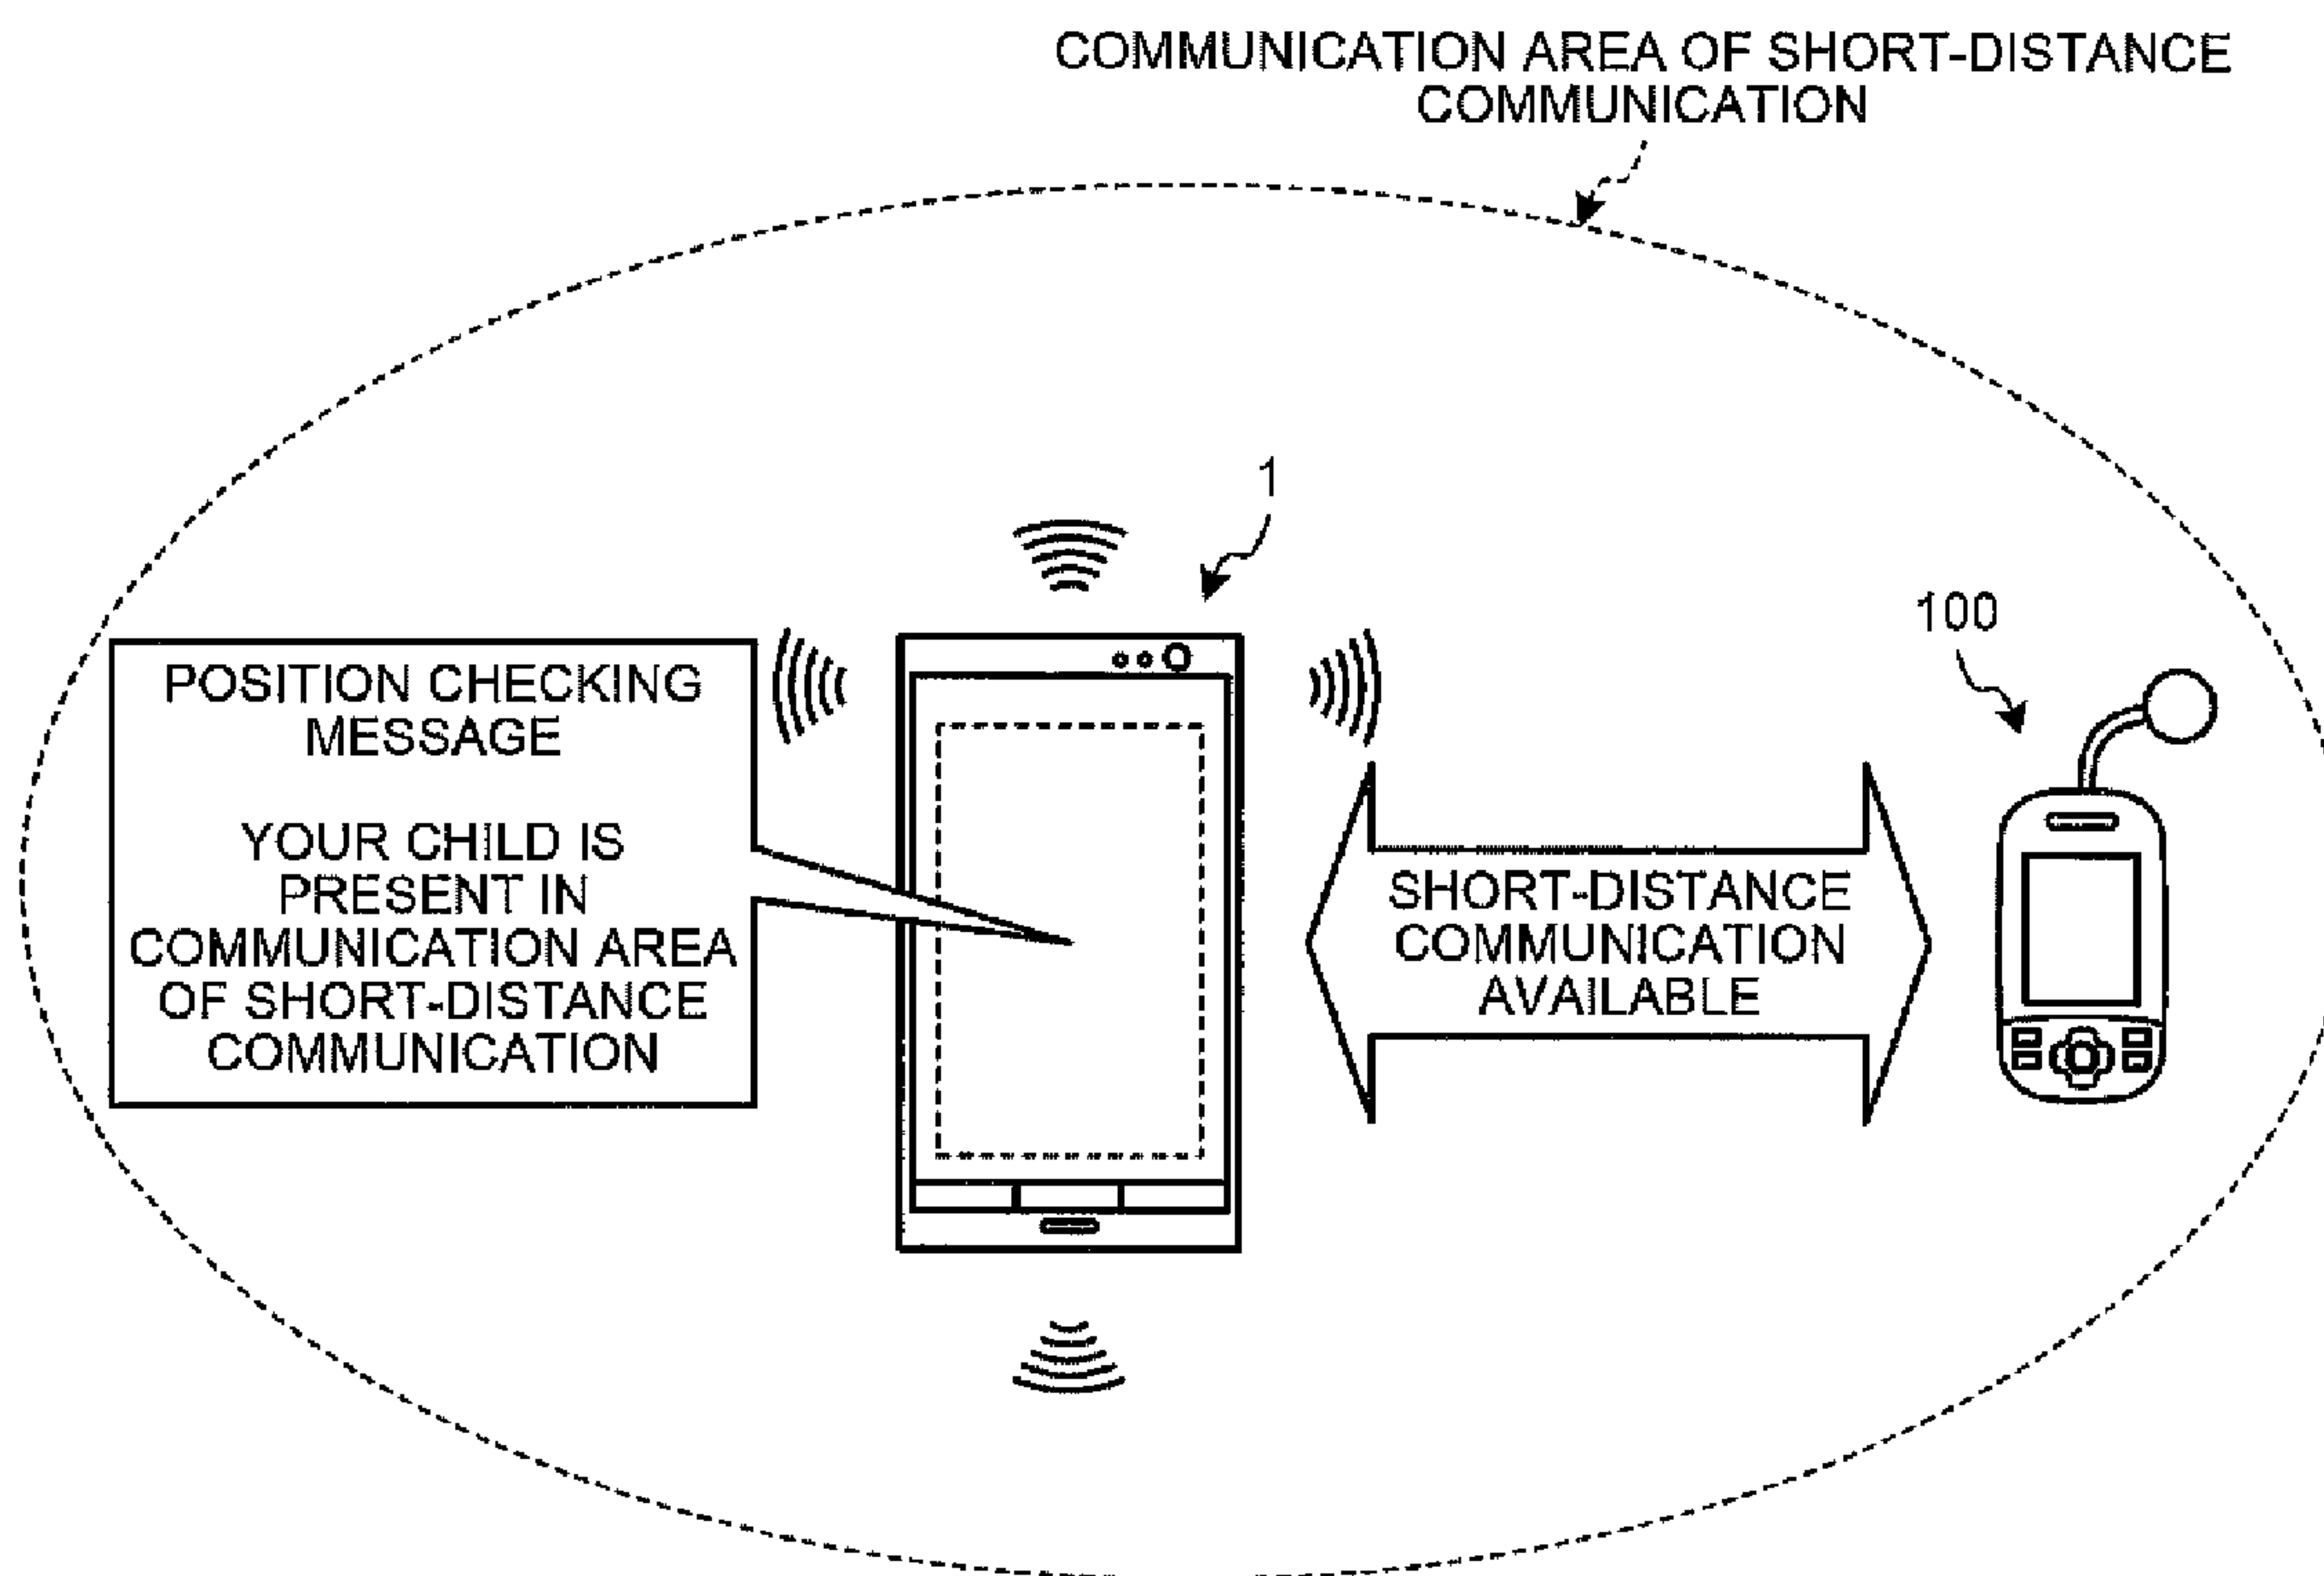 COMMUNICATION AREA OF SHORT-DISTANCE
COMMUNICATION
1
100
POSITION CHECKING
MESSAGE
YOUR CHILD IS
PRESENT IN
COMMUNICATION AREA
OF SHORT-DISTANCE
COMMUNICATION
SHORT-DISTANCE
COMMUNICATION
AVAILABLE